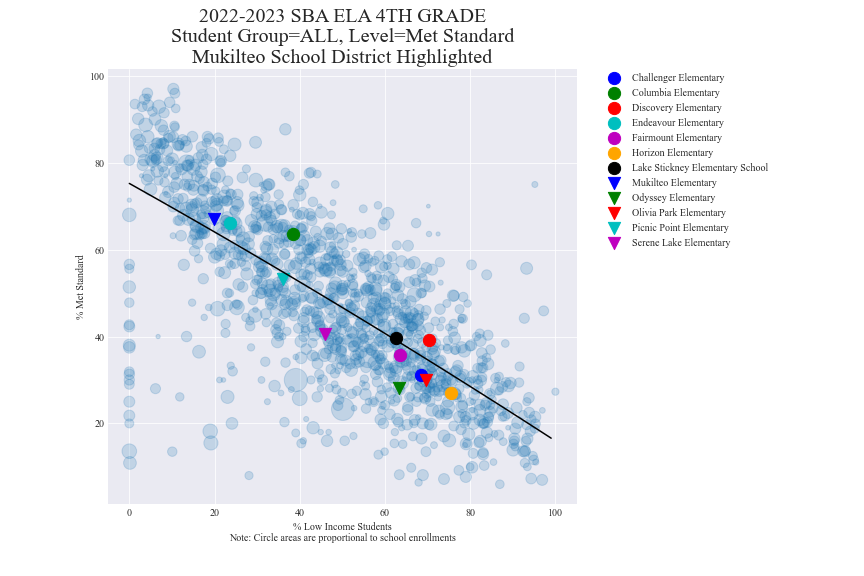 2022-2023 SBA ELA 4TH GRADE
Student Group=ALL, Level=Met Standard
Mukilteo School District Highlighted
100
80
60
40
20
% Met Standard
0 20 40 60 80 100
% Low Income Students
Note: Circle areas are proportional to school enrollments
Challenger Elementary
Columbia Elementary
Discovery Elementary
Endeavour Elementary
Fairmount Elementary
Horizon Elementary
Lake Stickney Elementary School
Mukilteo Elementary
Odyssey Elementary
Olivia Park Elementary
Picnic Point Elementary
Serene Lake Elementary